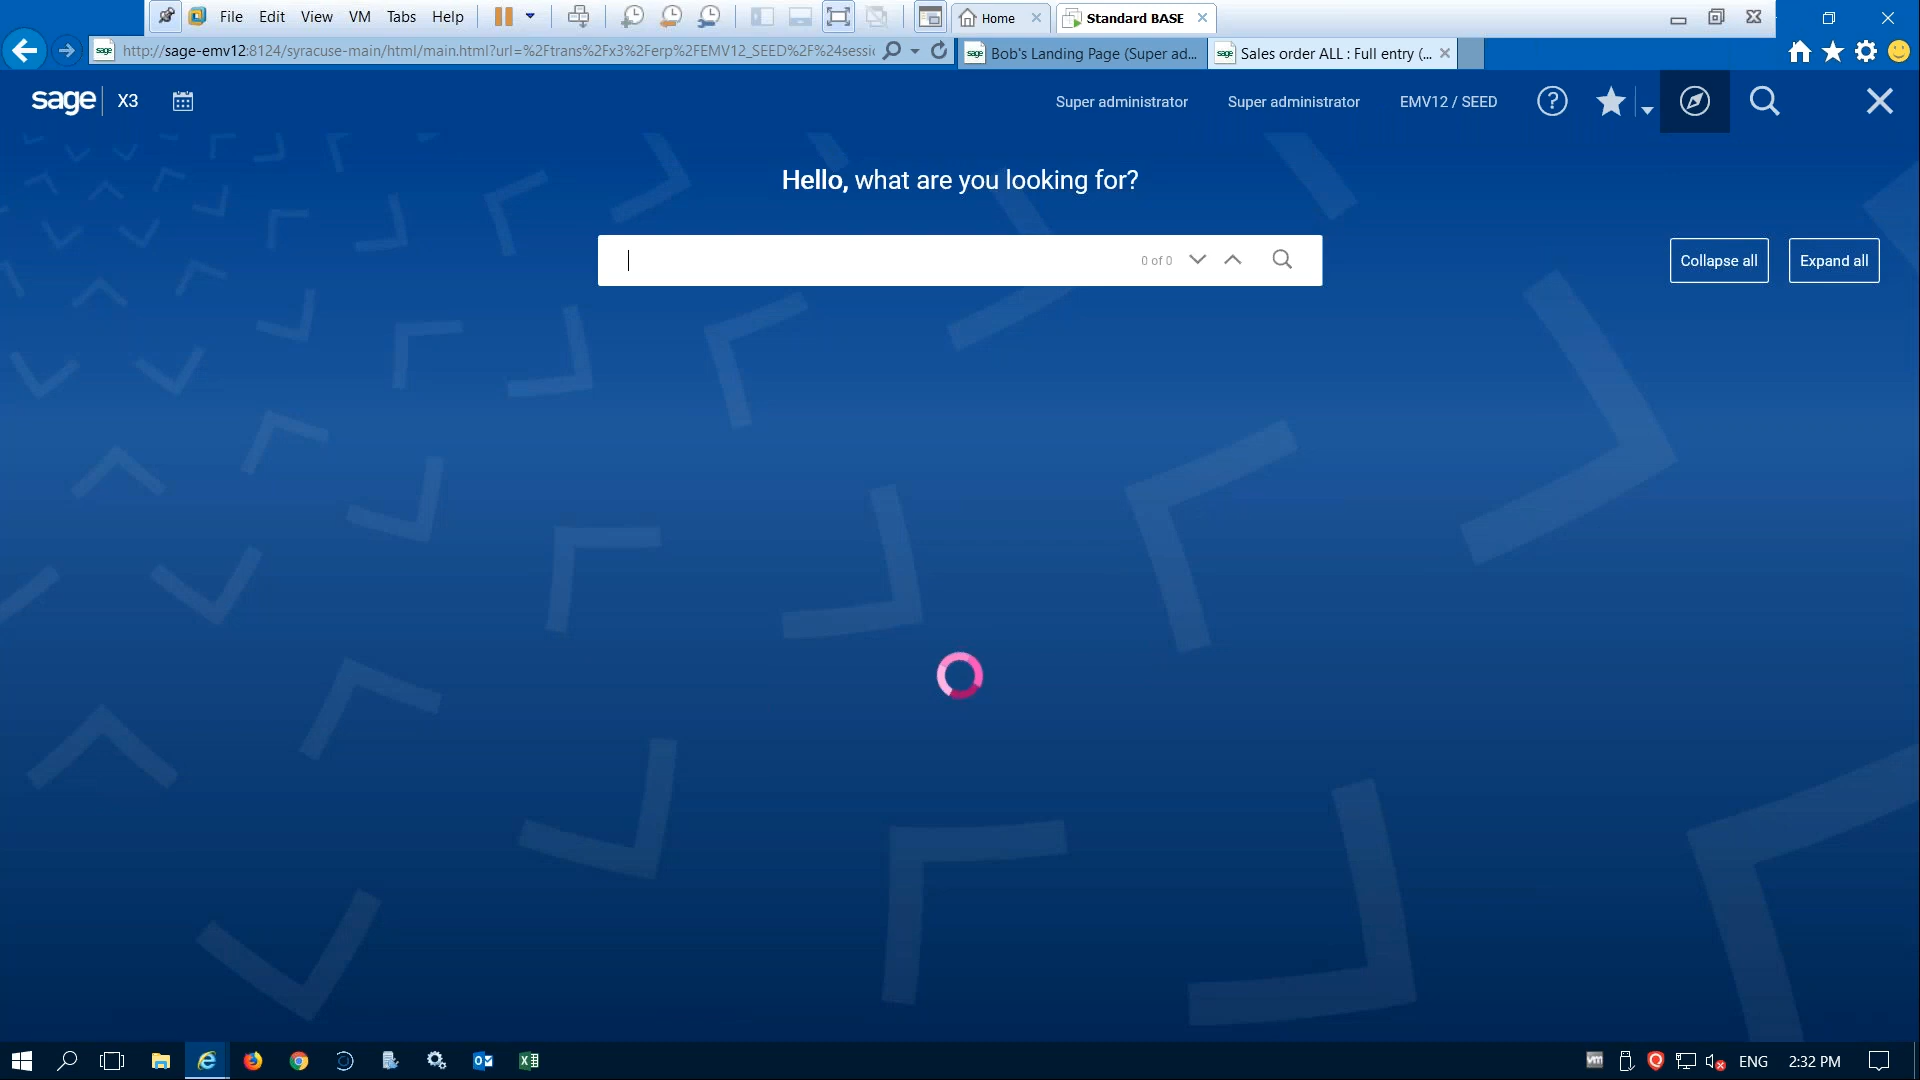 File Edit View VM Tabs Help Home Standard BASE
http://sage-emv12:8124/syracuse-main/html/main.html?url=%2Ftrans%2Fx3%2Ferp%2FEMV12_SEED%2F%24sessi
sage Bob's Landing Page (Super ad... sage Sales order ALL : Full entry (...
sage X3 Super administrator Super administrator EMV12 / SEED
Hello, what are you looking for?
0 of 0 Collapse all Expand all
vm ENG 2:32 PM